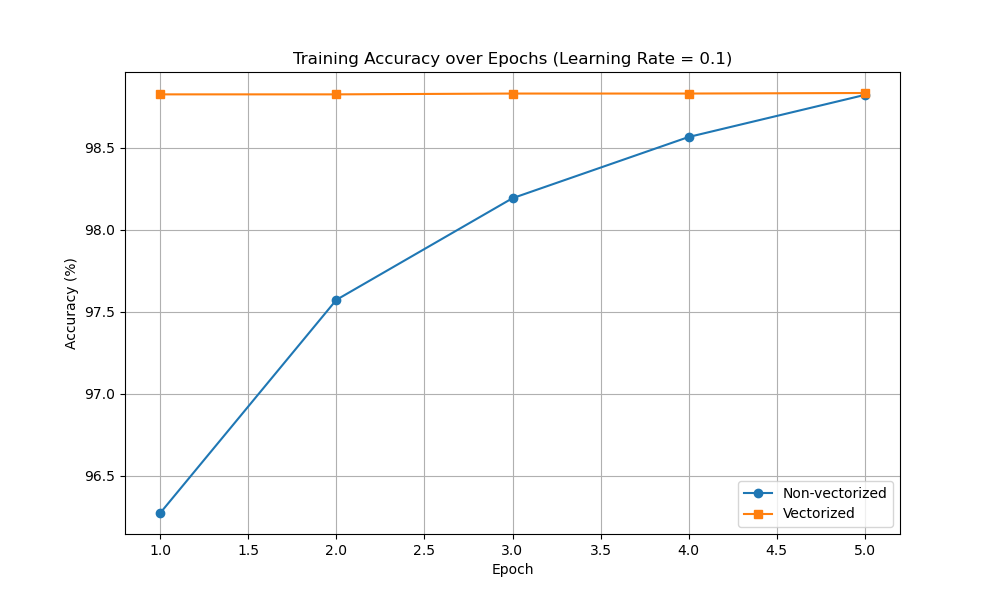 Training Accuracy over Epochs (Learning Rate = 0.1)
Accuracy (%)
98.5
98.0
97.5
97.0
96.5
1.0 1.5 2.0 2.5 3.0 3.5 4.0 4.5 5.0
Epoch
Non-vectorized
Vectorized